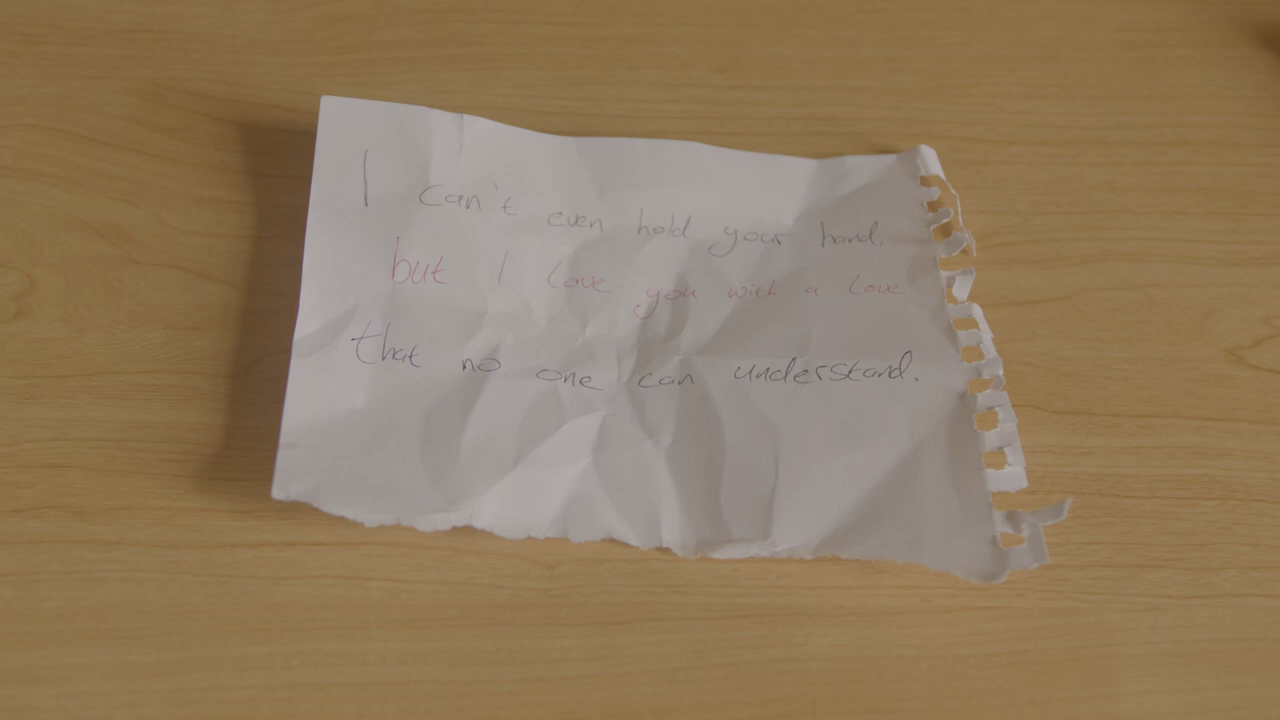 I can't even hold your hand,
but I love you with a love
that no one can understand.